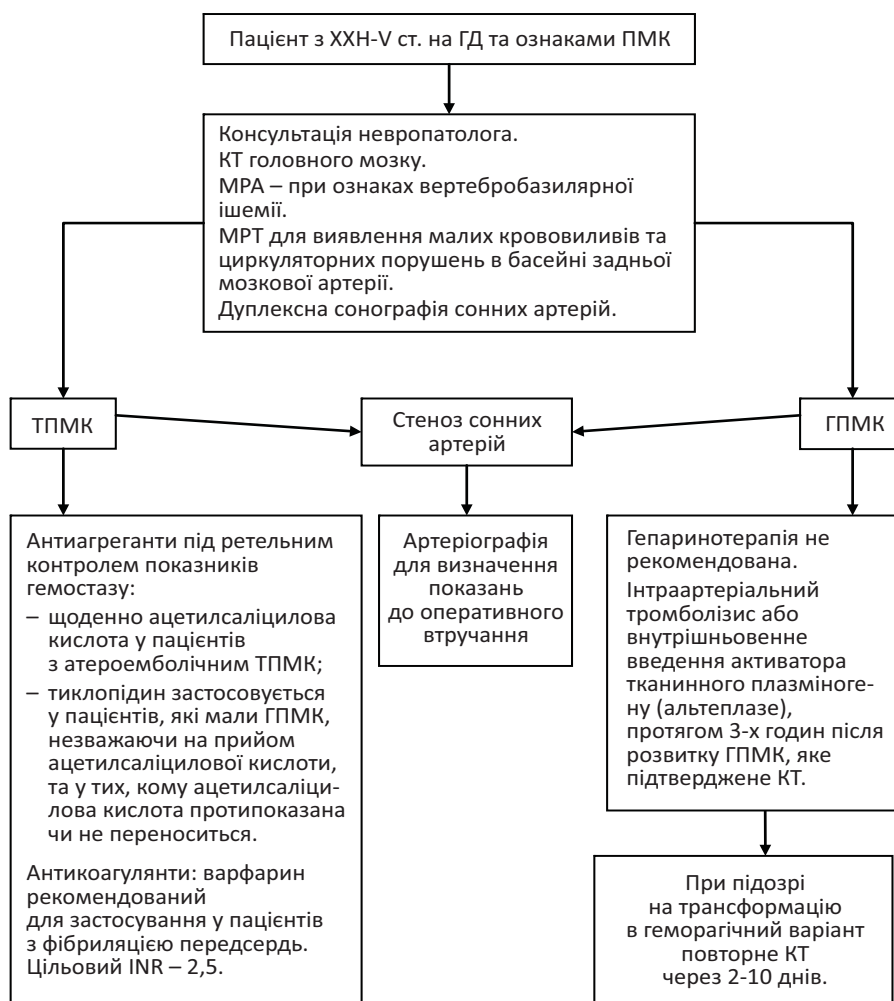 Пацієнт з ХХН-V ст. на ГД та ознаками ПМК
Консультація невропатолога.
КТ головного мозку.
МРА – при ознаках вертебробазилярної
ішемії.
МРТ для виявлення малих крововиливів та
циркуляторних порушень в басейні задньої
мозкової артерії.
Дуплексна сонографія сонних артерій.
ТПМК
Стеноз сонних
артерій
ГПМК
Антиагреганти під ретельним
контролем показників
гемостазу:
– щоденно ацетилсаліцилова
кислота у пацієнтів
з атероемболічним ТПМК;
– тиклопідин застосовується
у пацієнтів, які мали ГПМК,
незважаючи на прийом
ацетилсаліцилової кислоти,
та у тих, кому ацетилсаліци-
лова кислота протипоказана
чи не переноситься.
Антикоагулянти: варфарин
рекомендований
для застосування у пацієнтів
з фібриляцією передсердь.
Цільовий INR – 2,5.
Артеріографія
для визначення
показань
до оперативного
втручання
Гепаринотерапія не
рекомендована.
Інтраартеріальний
тромболізис або
внутрішньовенне
введення активатора
тканинного плазміноге-
ну (альтеплазе),
протягом 3-х годин після
розвитку ГПМК, яке
підтверджене КТ.
При підозрі
на трансформацію
в геморагічний варіант
повторне КТ
через 2-10 днів.